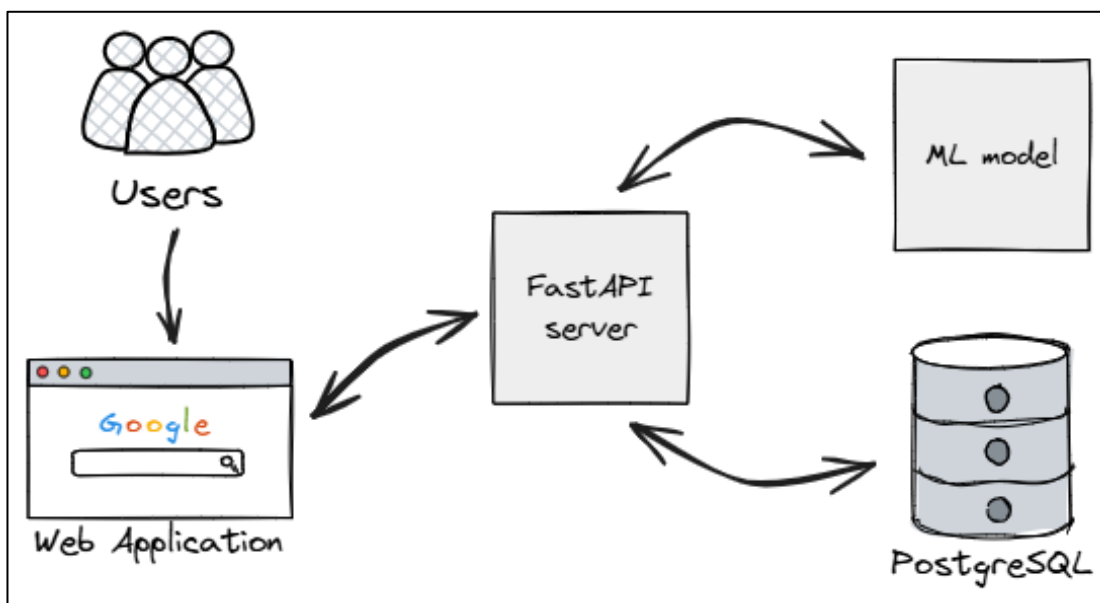 Users
ML model
FastAPI
server
Google
Web Application
PostgreSQL